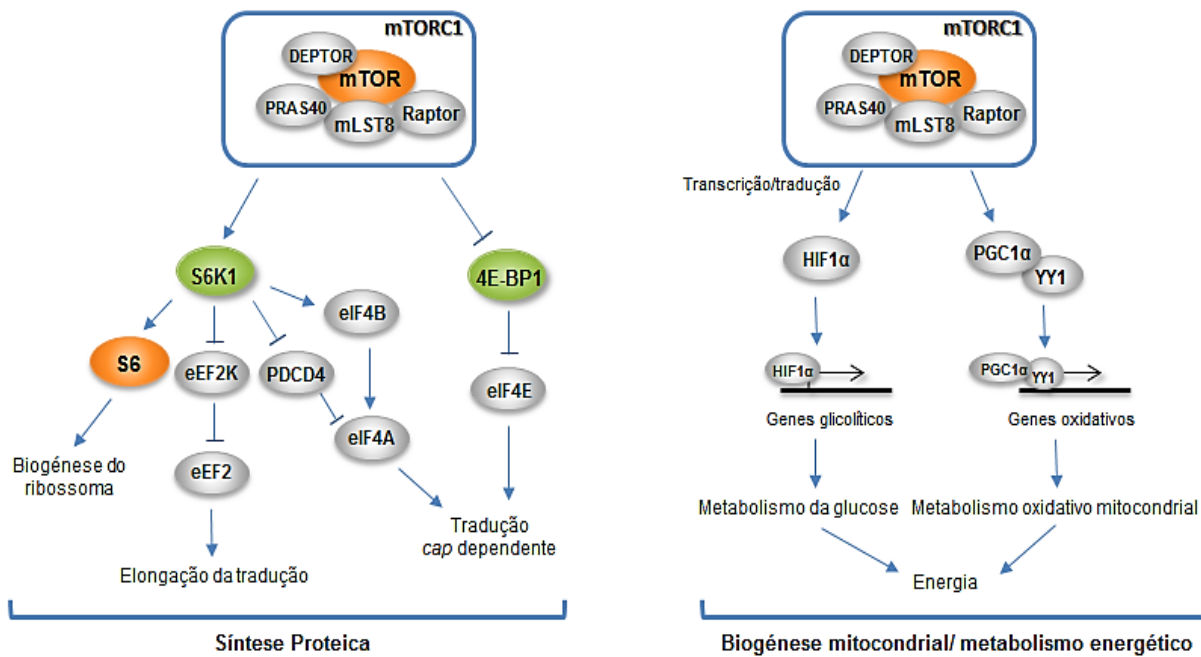 mTORC1
DEPTOR
mTOR
PRAS40
mLST8
Raptor
S6K1
4E-BP1
eIF4B
S6
eEF2K
PDCD4
eIF4E
eIF4A
eEF2
Biogénese do
ribossoma
Tradução
cap dependente
Elongação da tradução
Síntese Proteica
mTORC1
DEPTOR
mTOR
PRAS40
mLST8
Raptor
Transcrição/tradução
HIF1α
PGC1α
YY1
HIF1α
PGC1α
YY1
Genes glicolíticos
Genes oxidativos
Metabolismo da glucose
Metabolismo oxidativo mitocondrial
Energia
Biogénese mitocondrial/ metabolismo energético